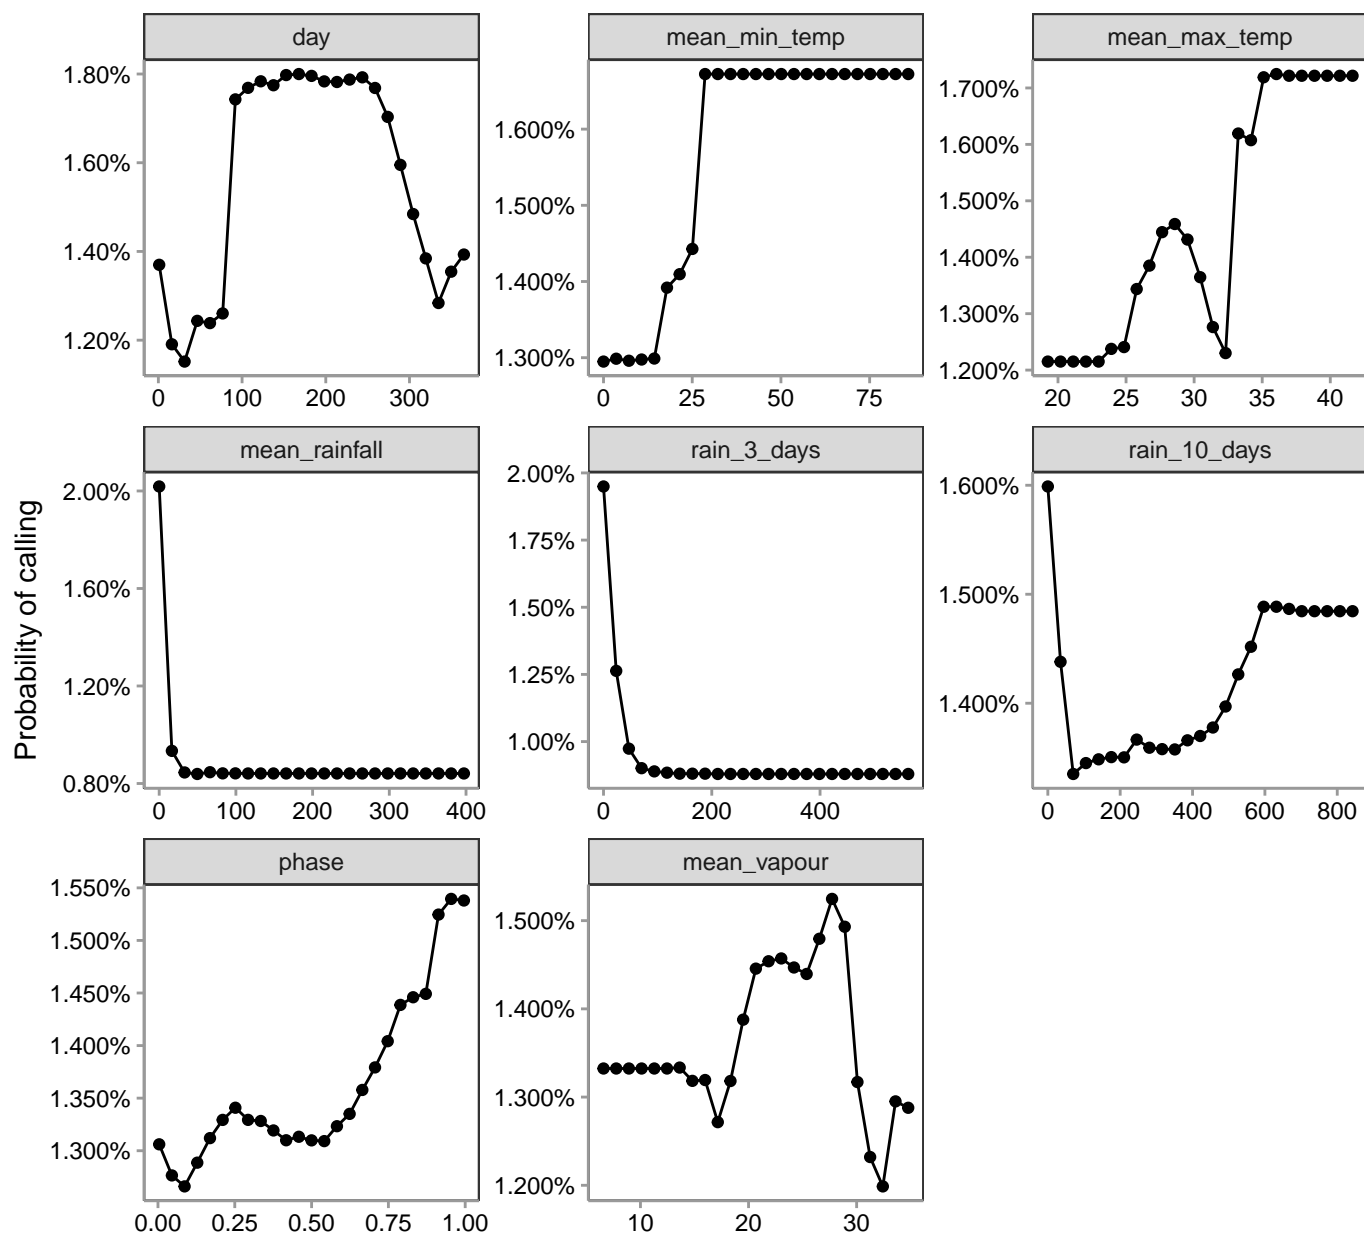 day
mean_min_temp
mean_max_temp
1.80%
1.60%
1.40%
1.20%
0 100 200 300
1.600%
1.500%
1.400%
1.300%
0 25 50 75
1.700%
1.600%
1.500%
1.400%
1.300%
1.200%
20 25 30 35 40
mean_rainfall
rain_3_days
rain_10_days
Probability of calling
2.00%
1.60%
1.20%
0.80%
0 100 200 300 400
2.00%
1.75%
1.50%
1.25%
1.00%
0 200 400
1.600%
1.500%
1.400%
0 200 400 600 800
phase
mean_vapour
1.550%
1.500%
1.450%
1.400%
1.350%
1.300%
0.00 0.25 0.50 0.75 1.00
1.500%
1.400%
1.300%
1.200%
10 20 30